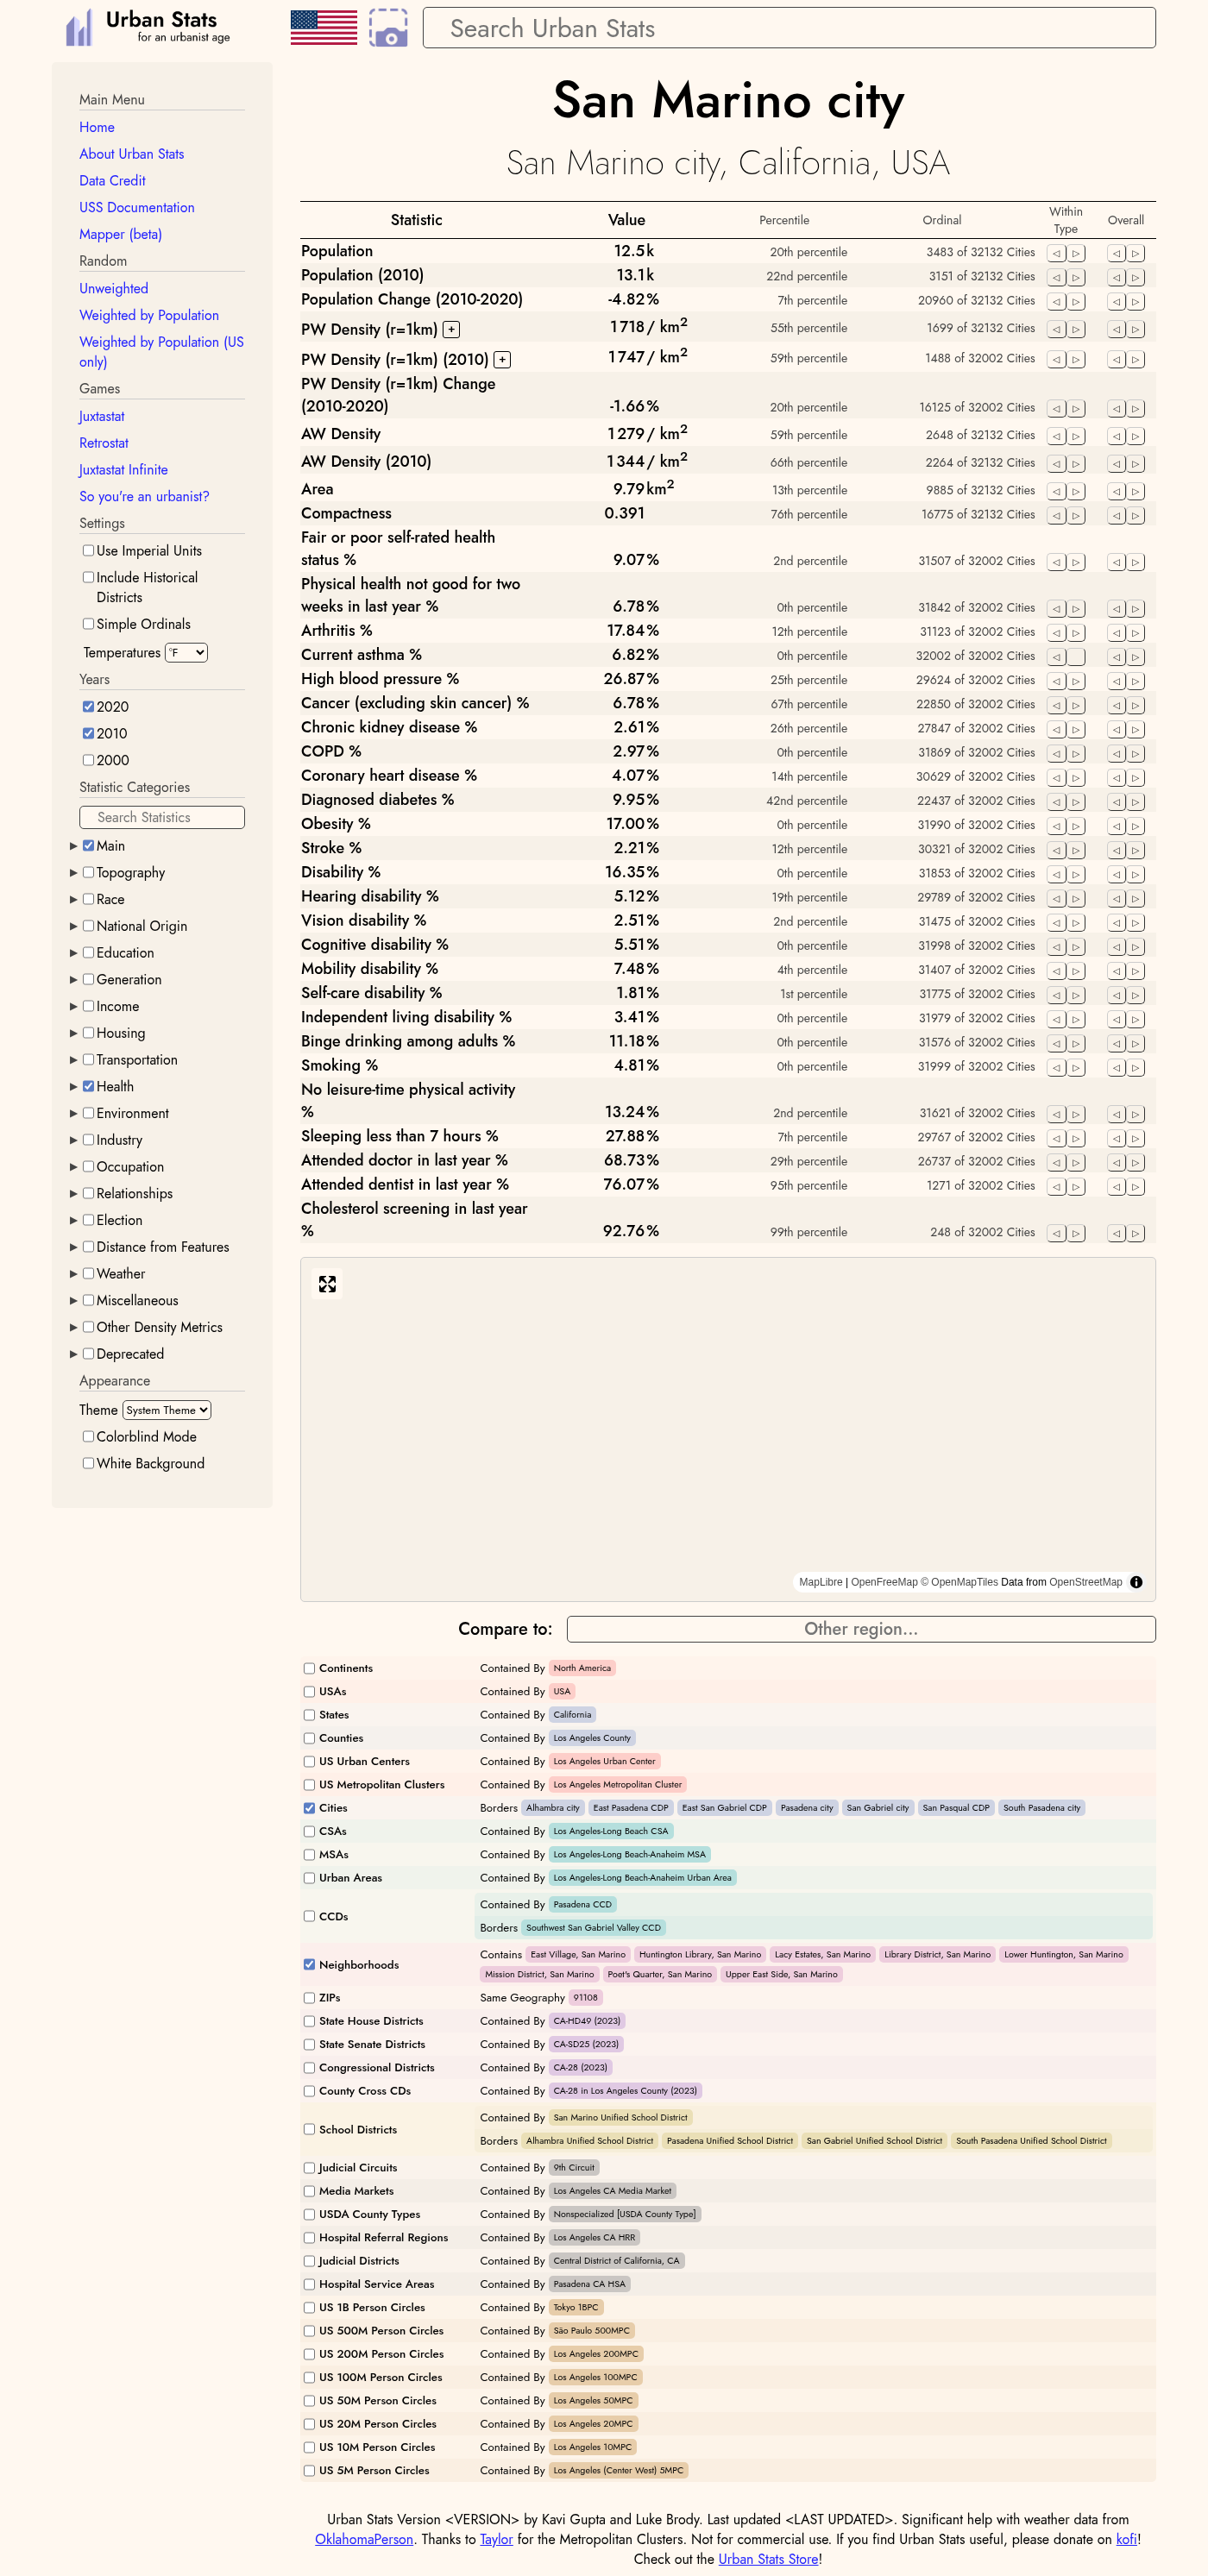 Urban Stats
for an urbanist age
Search Urban Stats
Main Menu
Home
About Urban Stats
Data Credit
USS Documentation
Mapper (beta)
Random
Unweighted
Weighted by Population
Weighted by Population (US
only)
Games
Juxtastat
Retrostat
Juxtastat Infinite
So you're an urbanist?
Settings
Use Imperial Units
Include Historical
Districts
Simple Ordinals
Temperatures °F
Years
2020
2010
2000
Statistic Categories
Search Statistics
Main
Topography
Race
National Origin
Education
Generation
Income
Housing
Transportation
Health
Environment
Industry
Occupation
Relationships
Election
Distance from Features
Weather
Miscellaneous
Other Density Metrics
Deprecated
Appearance
Theme System Theme
Colorblind Mode
White Background
San Marino city
San Marino city, California, USA
Statistic Value Percentile Ordinal Within Type Overall
Population 12.5k 20th percentile 3483 of 32132 Cities
Population (2010) 13.1k 22nd percentile 3151 of 32132 Cities
Population Change (2010-2020) -4.82% 7th percentile 20960 of 32132 Cities
PW Density (r=1km) + 1 718 / km² 55th percentile 1699 of 32132 Cities
PW Density (r=1km) (2010) + 1 747 / km² 59th percentile 1488 of 32002 Cities
PW Density (r=1km) Change
(2010-2020) -1.66% 20th percentile 16125 of 32002 Cities
AW Density 1 279 / km² 59th percentile 2648 of 32132 Cities
AW Density (2010) 1 344 / km² 66th percentile 2264 of 32132 Cities
Area 9.79 km² 13th percentile 9885 of 32132 Cities
Compactness 0.391 76th percentile 16775 of 32132 Cities
Fair or poor self-rated health
status % 9.07% 2nd percentile 31507 of 32002 Cities
Physical health not good for two
weeks in last year % 6.78% 0th percentile 31842 of 32002 Cities
Arthritis % 17.84% 12th percentile 31123 of 32002 Cities
Current asthma % 6.82% 0th percentile 32002 of 32002 Cities
High blood pressure % 26.87% 25th percentile 29624 of 32002 Cities
Cancer (excluding skin cancer) % 6.78% 67th percentile 22850 of 32002 Cities
Chronic kidney disease % 2.61% 26th percentile 27847 of 32002 Cities
COPD % 2.97% 0th percentile 31869 of 32002 Cities
Coronary heart disease % 4.07% 14th percentile 30629 of 32002 Cities
Diagnosed diabetes % 9.95% 42nd percentile 22437 of 32002 Cities
Obesity % 17.00% 0th percentile 31990 of 32002 Cities
Stroke % 2.21% 12th percentile 30321 of 32002 Cities
Disability % 16.35% 0th percentile 31853 of 32002 Cities
Hearing disability % 5.12% 19th percentile 29789 of 32002 Cities
Vision disability % 2.51% 2nd percentile 31475 of 32002 Cities
Cognitive disability % 5.51% 0th percentile 31998 of 32002 Cities
Mobility disability % 7.48% 4th percentile 31407 of 32002 Cities
Self-care disability % 1.81% 1st percentile 31775 of 32002 Cities
Independent living disability % 3.41% 0th percentile 31979 of 32002 Cities
Binge drinking among adults % 11.18% 0th percentile 31576 of 32002 Cities
Smoking % 4.81% 0th percentile 31999 of 32002 Cities
No leisure-time physical activity
% 13.24% 2nd percentile 31621 of 32002 Cities
Sleeping less than 7 hours % 27.88% 7th percentile 29767 of 32002 Cities
Attended doctor in last year % 68.73% 29th percentile 26737 of 32002 Cities
Attended dentist in last year % 76.07% 95th percentile 1271 of 32002 Cities
Cholesterol screening in last year
% 92.76% 99th percentile 248 of 32002 Cities
MapLibre | OpenFreeMap © OpenMapTiles Data from OpenStreetMap
Compare to: Other region...
Continents Contained By North America
USAs Contained By USA
States Contained By California
Counties Contained By Los Angeles County
US Urban Centers Contained By Los Angeles Urban Center
US Metropolitan Clusters Contained By Los Angeles Metropolitan Cluster
Cities Borders Alhambra city East Pasadena CDP East San Gabriel CDP Pasadena city San Gabriel city San Pasqual CDP South Pasadena city
CSAs Contained By Los Angeles-Long Beach CSA
MSAs Contained By Los Angeles-Long Beach-Anaheim MSA
Urban Areas Contained By Los Angeles-Long Beach-Anaheim Urban Area
CCDs Contained By Pasadena CCD
Borders Southwest San Gabriel Valley CCD
Neighborhoods Contains East Village, San Marino Huntington Library, San Marino Lacy Estates, San Marino Library District, San Marino Lower Huntington, San Marino
Mission District, San Marino Poet's Quarter, San Marino Upper East Side, San Marino
ZIPs Same Geography 91108
State House Districts Contained By CA-HD49 (2023)
State Senate Districts Contained By CA-SD25 (2023)
Congressional Districts Contained By CA-28 (2023)
County Cross CDs Contained By CA-28 in Los Angeles County (2023)
School Districts Contained By San Marino Unified School District
Borders Alhambra Unified School District Pasadena Unified School District San Gabriel Unified School District South Pasadena Unified School District
Judicial Circuits Contained By 9th Circuit
Media Markets Contained By Los Angeles CA Media Market
USDA County Types Contained By Nonspecialized [USDA County Type]
Hospital Referral Regions Contained By Los Angeles CA HRR
Judicial Districts Contained By Central District of California, CA
Hospital Service Areas Contained By Pasadena CA HSA
US 1B Person Circles Contained By Tokyo 1BPC
US 500M Person Circles Contained By São Paulo 500MPC
US 200M Person Circles Contained By Los Angeles 200MPC
US 100M Person Circles Contained By Los Angeles 100MPC
US 50M Person Circles Contained By Los Angeles 50MPC
US 20M Person Circles Contained By Los Angeles 20MPC
US 10M Person Circles Contained By Los Angeles 10MPC
US 5M Person Circles Contained By Los Angeles (Center West) 5MPC
Urban Stats Version <VERSION> by Kavi Gupta and Luke Brody. Last updated <LAST UPDATED>. Significant help with weather data from
OklahomaPerson. Thanks to Taylor for the Metropolitan Clusters. Not for commercial use. If you find Urban Stats useful, please donate on kofi!
Check out the Urban Stats Store!